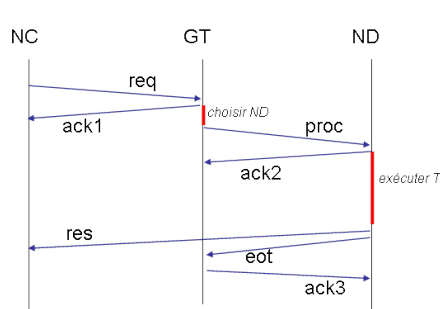 NC GT ND
req
choisir ND
ack1
proc
ack2
exécuter T
res
eot
ack3